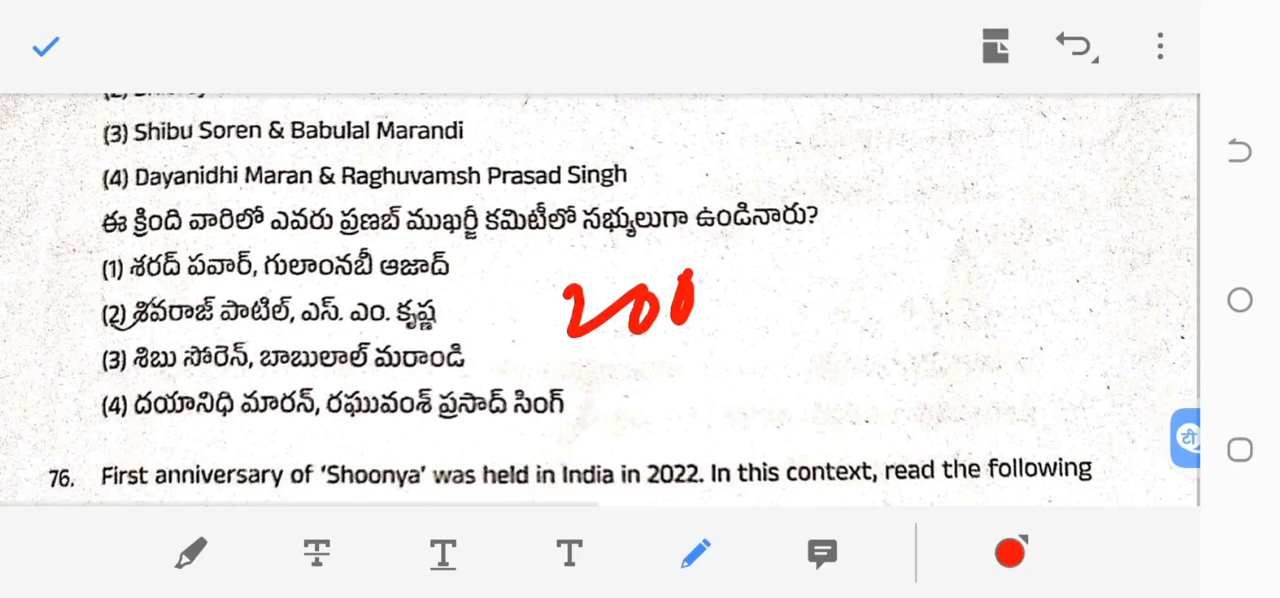 (3) Shibu Soren & Babulal Marandi
(4) Dayanidhi Maran & Raghuvamsh Prasad Singh
ఈ క్రింది వారిలో ఎవరు ప్రణబ్ ముఖర్జీ కమిటీలో సభ్యులుగా ఉండినారు?
(1) శరద్ పవార్, గులాంనబీ ఆజాద్
(2) శివరాజ్ పాటిల్, ఎస్. ఎం. కృష్ణ
200
(3) శిబు సోరెన్, బాబులాల్ మరాండి
(4) దయానిధి మారన్, రఘువంశ్ ప్రసాద్ సింగ్
टी
76. First anniversary of 'Shoonya' was held in India in 2022. In this context, read the following